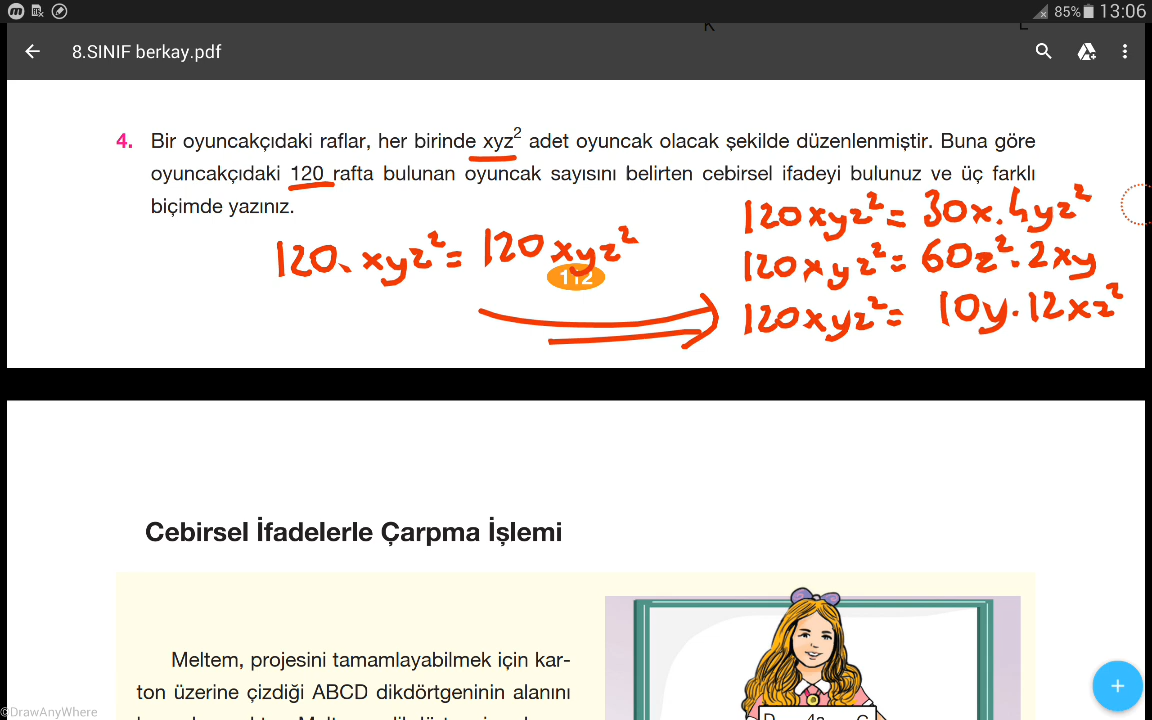 85% 13:06
K L
8.SINIF berkay.pdf
4. Bir oyuncakçıdaki raflar, her birinde xyz² adet oyuncak olacak şekilde düzenlenmiştir. Buna göre
oyuncakçıdaki 120 rafta bulunan oyuncak sayısını belirten cebirsel ifadeyi bulunuz ve üç farklı
biçimde yazınız.
120. xyz² = 120xyz²
112
120xyz² = 30x.4yz²
120xyz² = 60z².2xy
120xyz² = 10y.12xz²
Cebirsel İfadelerle Çarpma İşlemi
Meltem, projesini tamamlayabilmek için kar-
ton üzerine çizdiği ABCD dikdörtgeninin alanını
D 4a C
©DrawAnyWhere